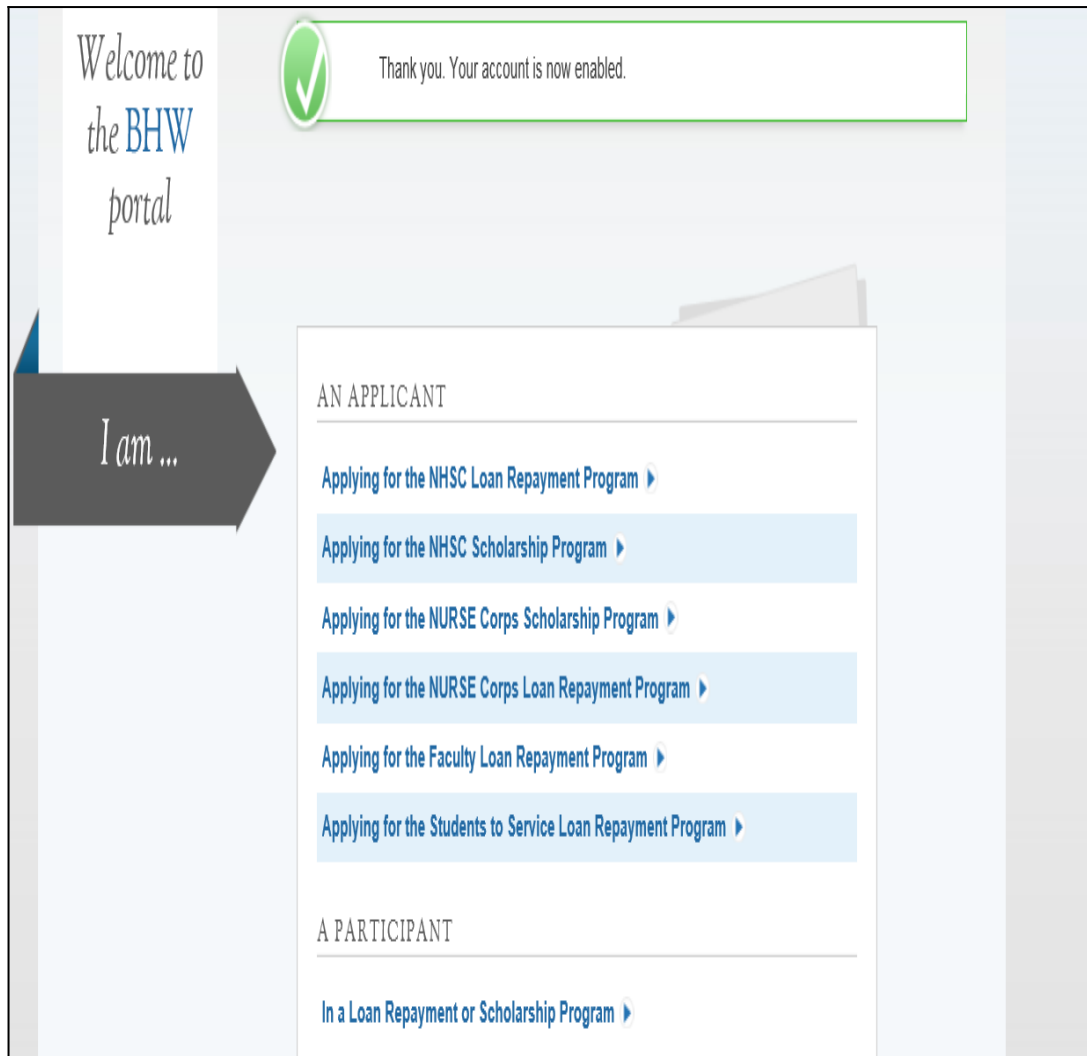 Welcome to
the BHW
portal
Thank you. Your account is now enabled.
I am ...
AN APPLICANT
Applying for the NHSC Loan Repayment Program
Applying for the NHSC Scholarship Program
Applying for the NURSE Corps Scholarship Program
Applying for the NURSE Corps Loan Repayment Program
Applying for the Faculty Loan Repayment Program
Applying for the Students to Service Loan Repayment Program
A PARTICIPANT
In a Loan Repayment or Scholarship Program